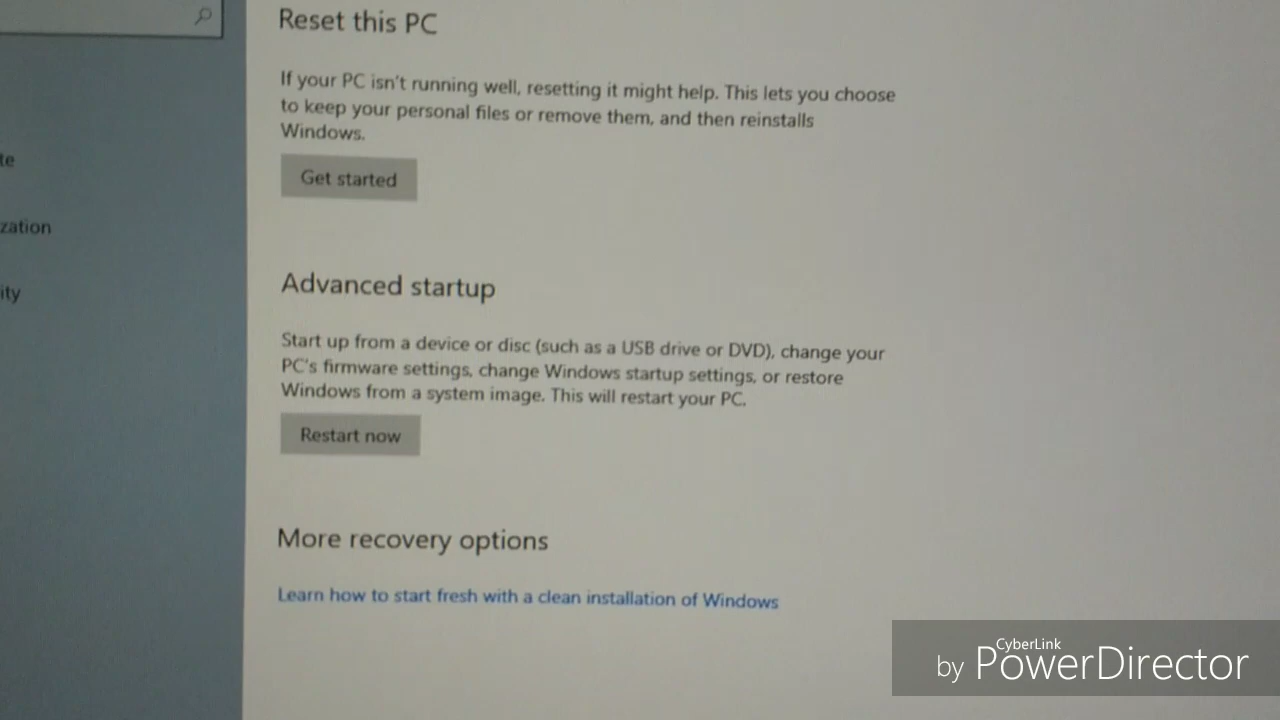 Reset this PC
If your PC isn't running well, resetting it might help. This lets you choose
to keep your personal files or remove them, and then reinstalls
Windows.
te
Get started
zation
Advanced startup
ity
Start up from a device or disc (such as a USB drive or DVD), change your
PC's firmware settings, change Windows startup settings, or restore
Windows from a system image. This will restart your PC.
Restart now
More recovery options
Learn how to start fresh with a clean installation of Windows
CyberLink
by PowerDirector